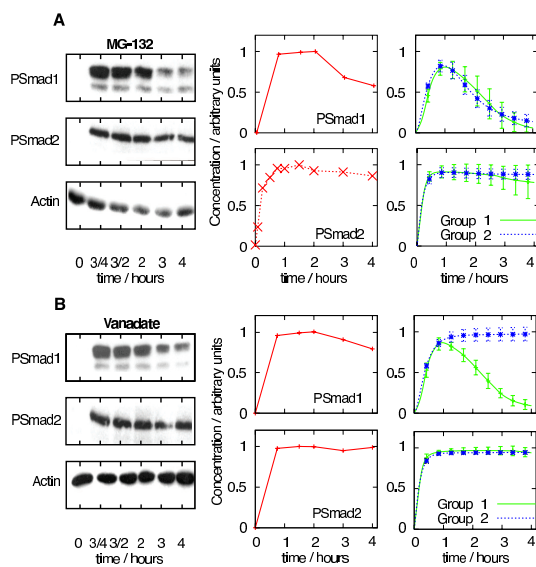 A
MG-132
PSmad1
PSmad2
Actin
0 3/4 3/2 2 3 4
time / hours
Concentration / arbitrary units
1
0.5
0
PSmad1
1
0.5
0
PSmad2
0 1 2 3 4
time / hours
1
0.5
0
1
0.5
0
Group 1
Group 2
0 1 2 3 4
time / hours
B
Vanadate
PSmad1
PSmad2
Actin
0 3/4 3/2 2 3 4
time / hours
Concentration / arbitrary units
1
0.5
0
PSmad1
1
0.5
0
PSmad2
0 1 2 3 4
time / hours
1
0.5
0
1
0.5
0
Group 1
Group 2
0 1 2 3 4
time / hours